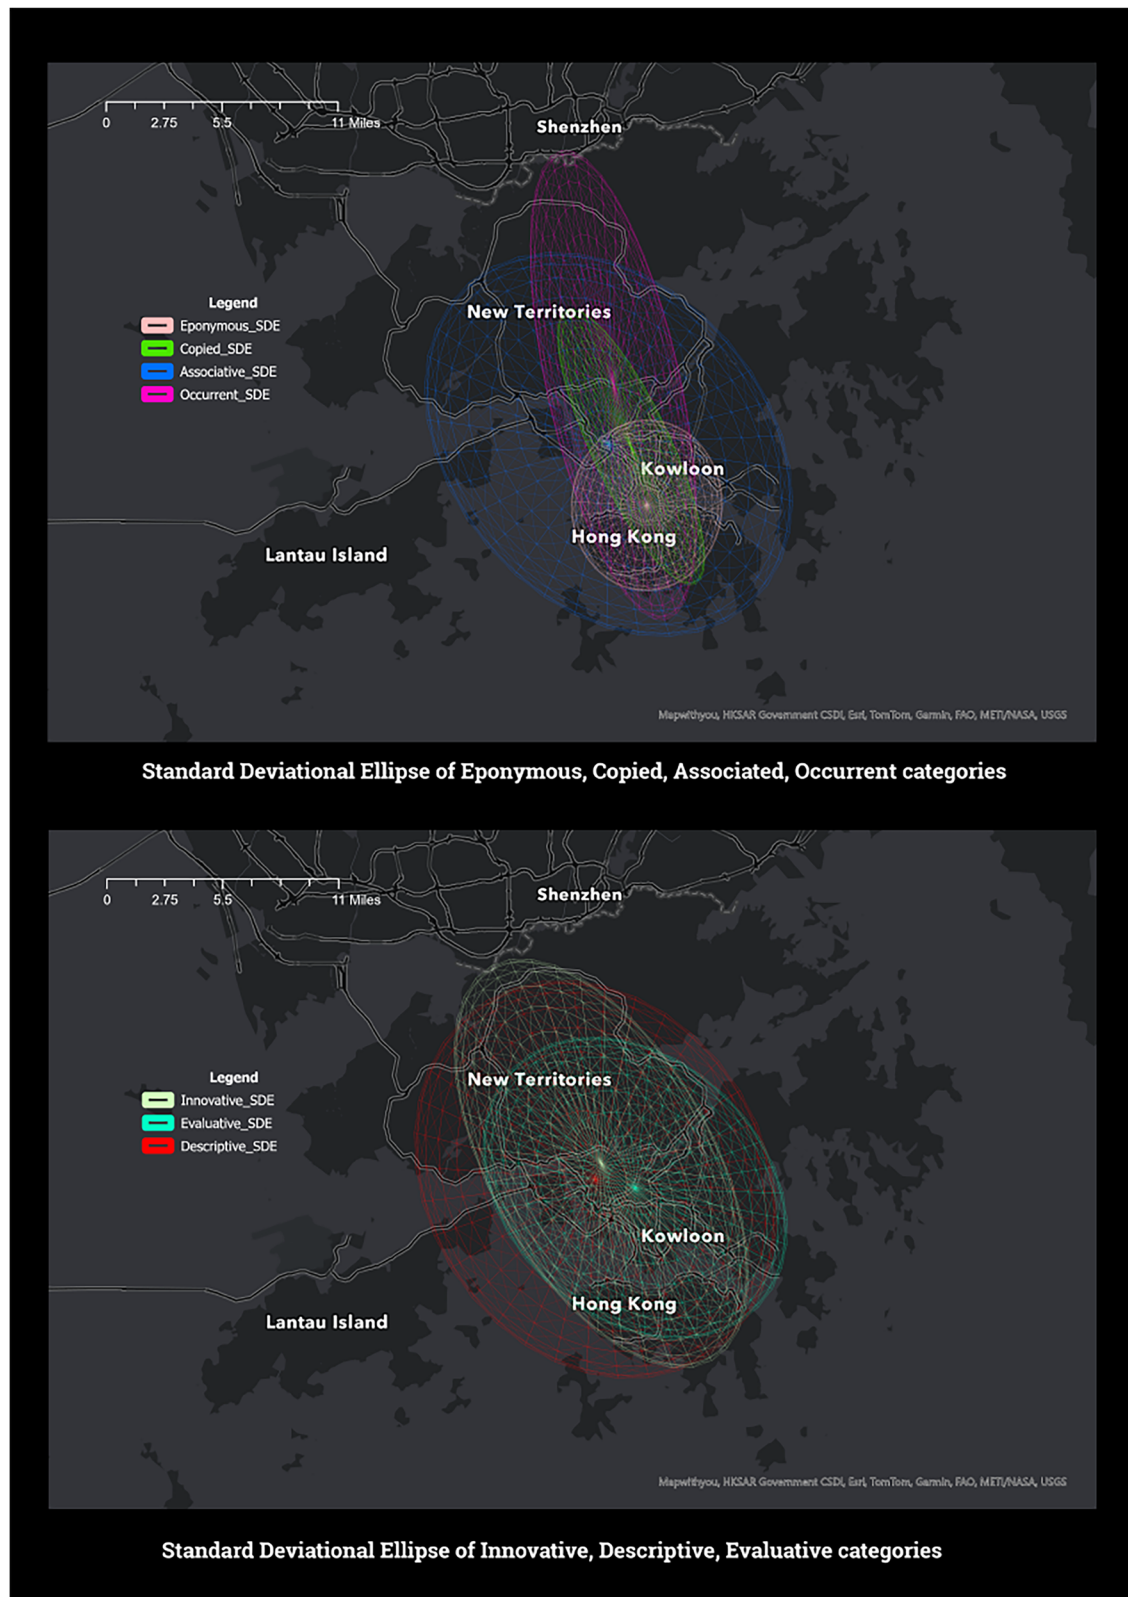 Shenzhen
0 2.75 5.5 11 Miles
Legend
Eponymous_SDE
Copied_SDE
Associative_SDE
Occurrent_SDE
New Territories
Kowloon
Hong Kong
Lantau Island
Mapwithyou, HKSAR Government CSDI, Esri, TomTom, Garmin, FAO, METI/NASA, USGS
Standard Deviational Ellipse of Eponymous, Copied, Associated, Occurrent categories
Shenzhen
0 2.75 5.5 11 Miles
Legend
Innovative_SDE
Evaluative_SDE
Descriptive_SDE
New Territories
Kowloon
Hong Kong
Lantau Island
Mapwithyou, HKSAR Government CSDI, Esri, TomTom, Garmin, FAO, METI/NASA, USGS
Standard Deviational Ellipse of Innovative, Descriptive, Evaluative categories